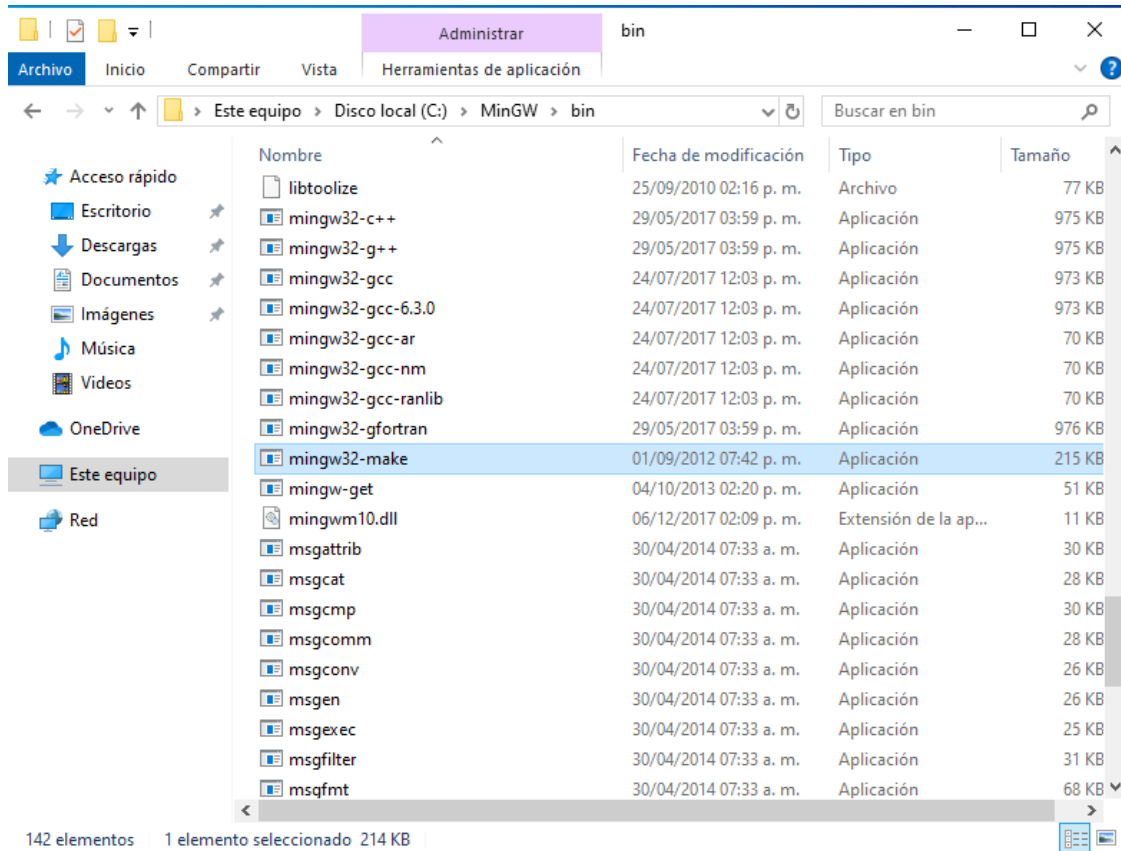 Administrar bin
Archivo Inicio Compartir Vista Herramientas de aplicación
Este equipo > Disco local (C:) > MinGW > bin Buscar en bin
Acceso rápido
Escritorio
Descargas
Documentos
Imágenes
Música
Videos
OneDrive
Este equipo
Red
Nombre Fecha de modificación Tipo Tamaño
libtoolize 25/09/2010 02:16 p. m. Archivo 77 KB
mingw32-c++ 29/05/2017 03:59 p. m. Aplicación 975 KB
mingw32-g++ 29/05/2017 03:59 p. m. Aplicación 975 KB
mingw32-gcc 24/07/2017 12:03 p. m. Aplicación 973 KB
mingw32-gcc-6.3.0 24/07/2017 12:03 p. m. Aplicación 973 KB
mingw32-gcc-ar 24/07/2017 12:03 p. m. Aplicación 70 KB
mingw32-gcc-nm 24/07/2017 12:03 p. m. Aplicación 70 KB
mingw32-gcc-ranlib 24/07/2017 12:03 p. m. Aplicación 70 KB
mingw32-gfortran 29/05/2017 03:59 p. m. Aplicación 976 KB
mingw32-make 01/09/2012 07:42 p. m. Aplicación 215 KB
mingw-get 04/10/2013 02:20 p. m. Aplicación 51 KB
mingwm10.dll 06/12/2017 02:09 p. m. Extensión de la ap... 11 KB
msgattrib 30/04/2014 07:33 a. m. Aplicación 30 KB
msgcat 30/04/2014 07:33 a. m. Aplicación 28 KB
msgcmp 30/04/2014 07:33 a. m. Aplicación 30 KB
msgcomm 30/04/2014 07:33 a. m. Aplicación 28 KB
msgconv 30/04/2014 07:33 a. m. Aplicación 26 KB
msgen 30/04/2014 07:33 a. m. Aplicación 26 KB
msgexec 30/04/2014 07:33 a. m. Aplicación 25 KB
msgfilter 30/04/2014 07:33 a. m. Aplicación 31 KB
msgfmt 30/04/2014 07:33 a. m. Aplicación 68 KB
142 elementos 1 elemento seleccionado 214 KB